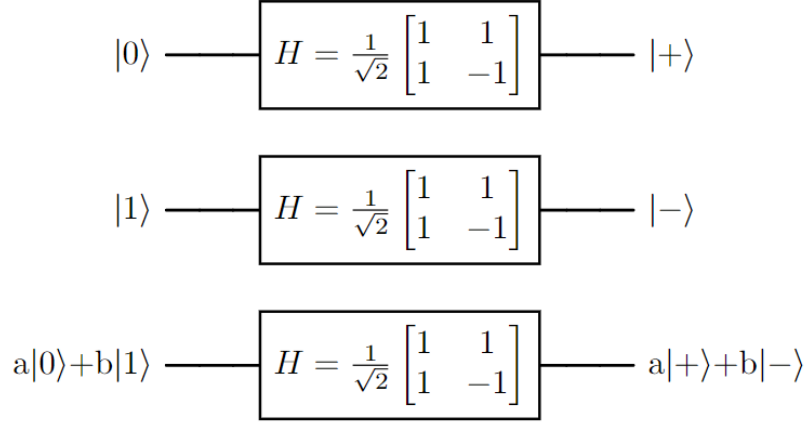 |0⟩ H = 1/√2 [1 1; 1 −1] |+⟩
|1⟩ H = 1/√2 [1 1; 1 −1] |−⟩
a|0⟩+b|1⟩ H = 1/√2 [1 1; 1 −1] a|+⟩+b|−⟩